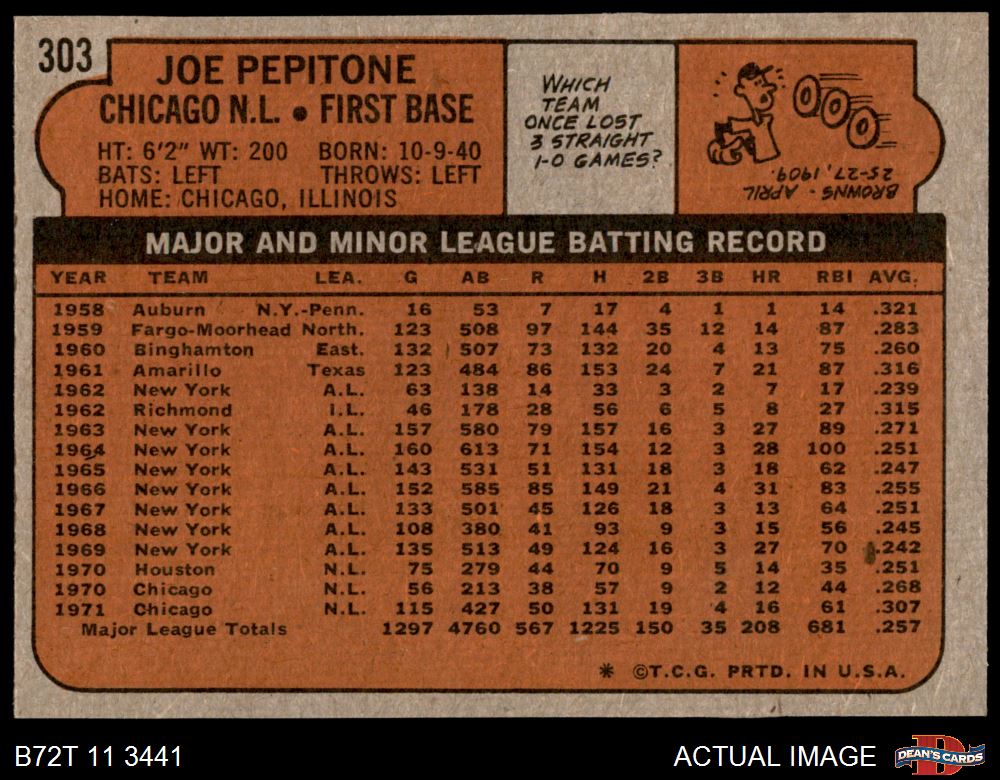 303
JOE PEPITONE
CHICAGO N.L. • FIRST BASE
HT: 6'2" WT: 200 BORN: 10-9-40
BATS: LEFT THROWS: LEFT
HOME: CHICAGO, ILLINOIS
WHICH
TEAM
ONCE LOST
3 STRAIGHT
1-0 GAMES?
BROWNS - APRIL
25-27, 1909.
MAJOR AND MINOR LEAGUE BATTING RECORD
YEAR TEAM LEA. G AB R H 2B 3B HR RBI AVG.
1958 Auburn N.Y.-Penn. 16 53 7 17 4 1 1 14 .321
1959 Fargo-Moorhead North. 123 508 97 144 35 12 14 87 .283
1960 Binghamton East. 132 507 73 132 20 4 13 75 .260
1961 Amarillo Texas 123 484 86 153 24 7 21 87 .316
1962 New York A.L. 63 138 14 33 3 2 7 17 .239
1962 Richmond I.L. 46 178 28 56 6 5 8 27 .315
1963 New York A.L. 157 580 79 157 16 3 27 89 .271
1964 New York A.L. 160 613 71 154 12 3 28 100 .251
1965 New York A.L. 143 531 51 131 18 3 18 62 .247
1966 New York A.L. 152 585 85 149 21 4 31 83 .255
1967 New York A.L. 133 501 45 126 18 3 13 64 .251
1968 New York A.L. 108 380 41 93 9 3 15 56 .245
1969 New York A.L. 135 513 49 124 16 3 27 70 .242
1970 Houston N.L. 75 279 44 70 9 5 14 35 .251
1970 Chicago N.L. 56 213 38 57 9 2 12 44 .268
1971 Chicago N.L. 115 427 50 131 19 4 16 61 .307
Major League Totals 1297 4760 567 1225 150 35 208 681 .257
* ©T.C.G. PRTD. IN U.S.A.
B72T 11 3441
ACTUAL IMAGE
DEAN'S CARDS